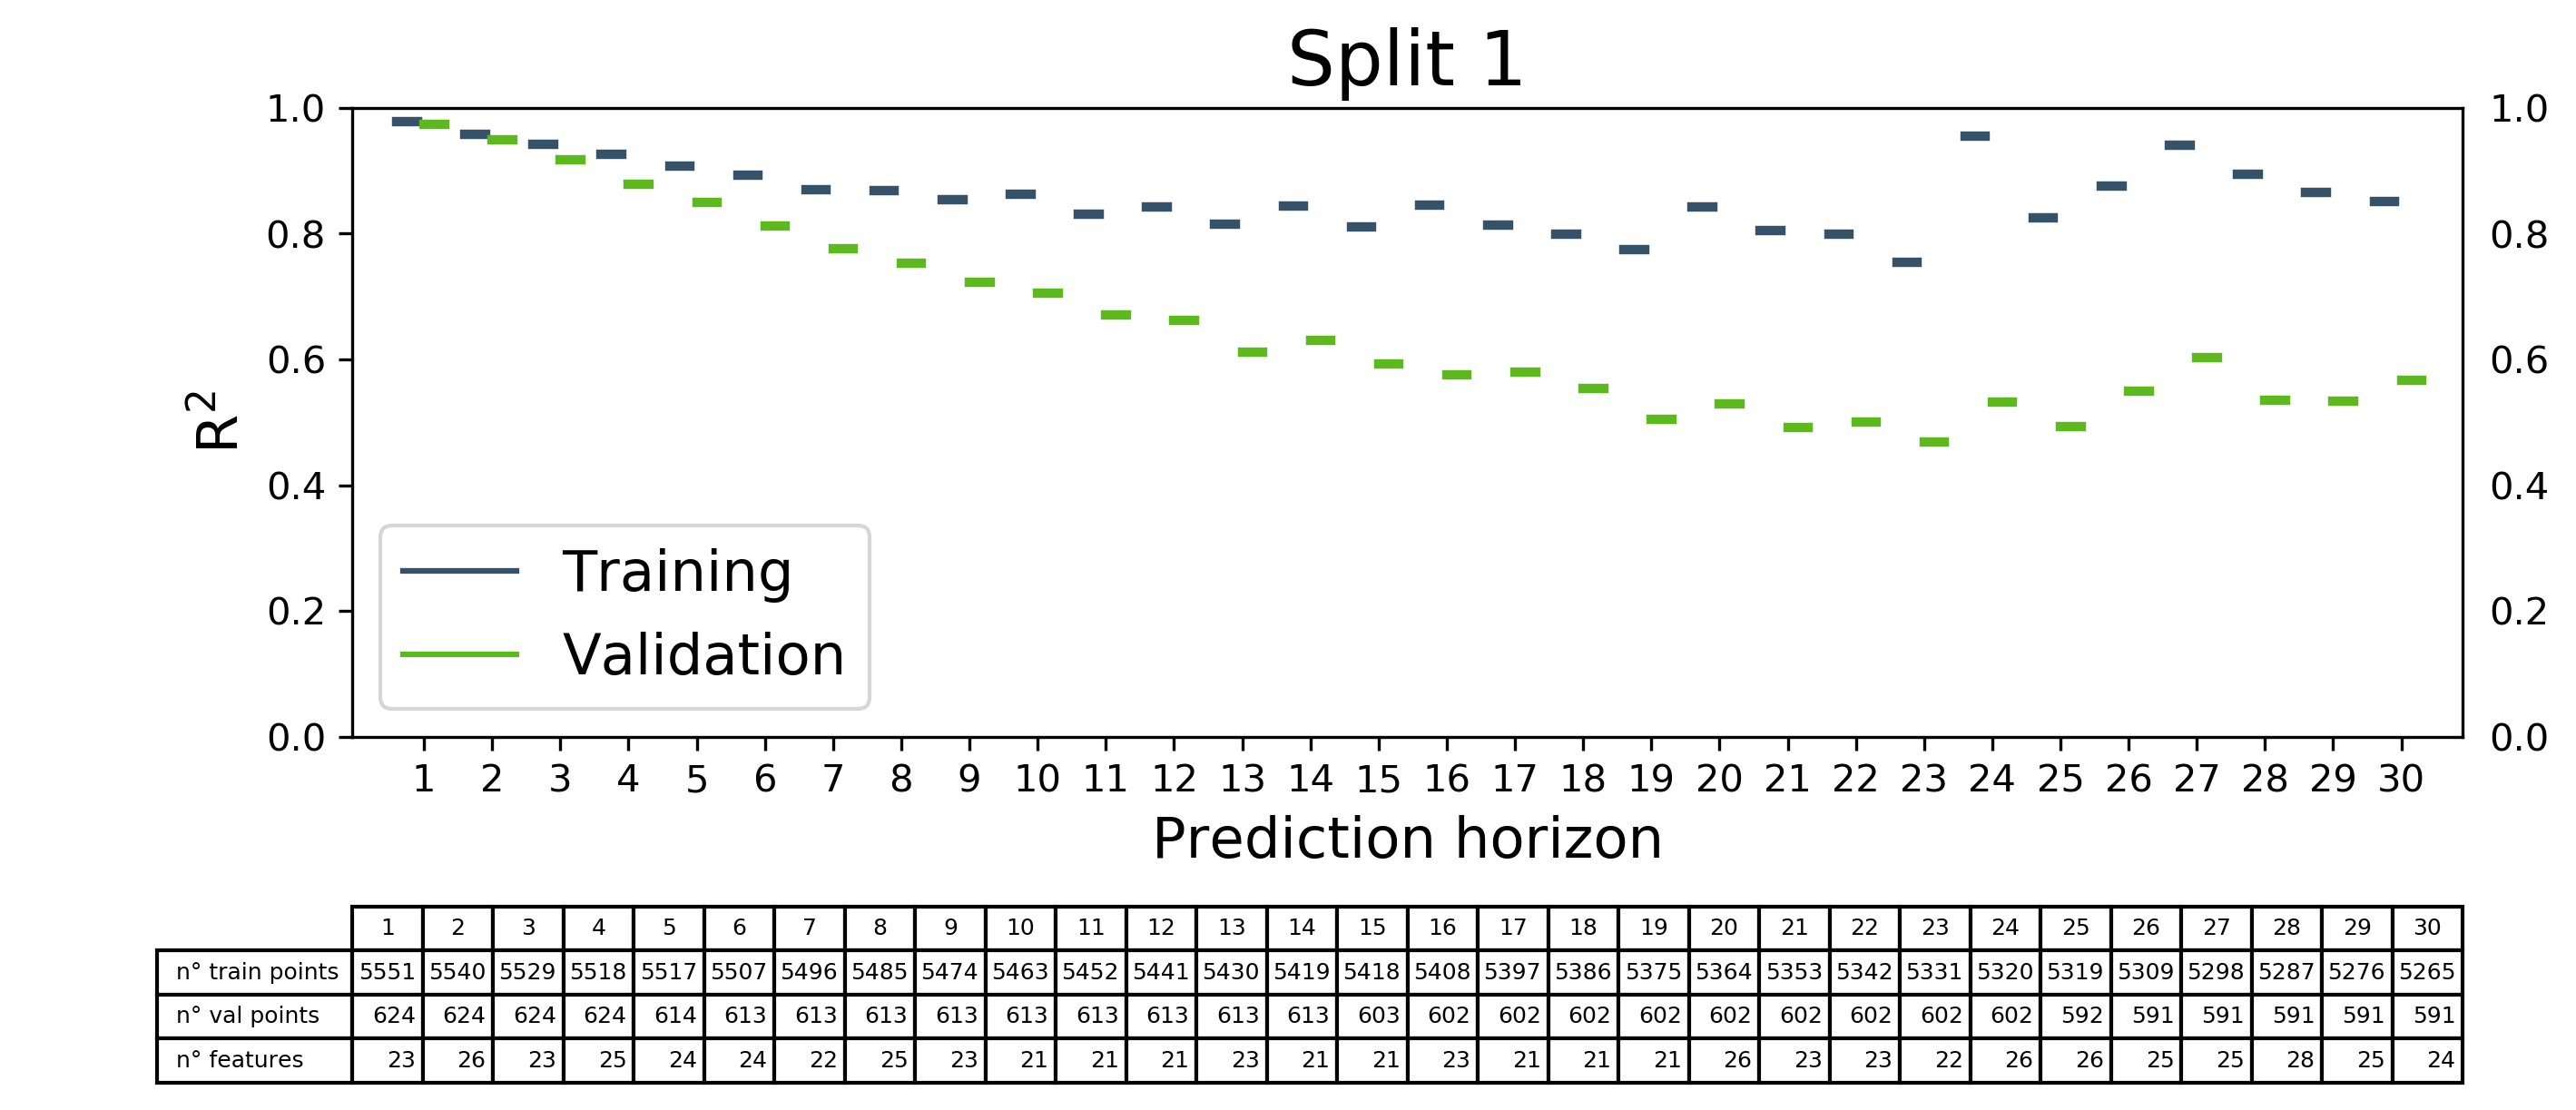 Split 1
1.0 1.0
0.8 0.8
0.6 0.6
0.4 0.4
0.2 0.2
0.0 0.0
R²
Training
Validation
1 2 3 4 5 6 7 8 9 10 11 12 13 14 15 16 17 18 19 20 21 22 23 24 25 26 27 28 29 30
Prediction horizon
1 2 3 4 5 6 7 8 9 10 11 12 13 14 15 16 17 18 19 20 21 22 23 24 25 26 27 28 29 30
n° train points 5551 5540 5529 5518 5517 5507 5496 5485 5474 5463 5452 5441 5430 5419 5418 5408 5397 5386 5375 5364 5353 5342 5331 5320 5319 5309 5298 5287 5276 5265
n° val points 624 624 624 624 614 613 613 613 613 613 613 613 613 613 603 602 602 602 602 602 602 602 602 602 592 591 591 591 591 591
n° features 23 26 23 25 24 24 22 25 23 21 21 21 23 21 21 23 21 21 21 26 23 23 22 26 26 25 25 28 25 24